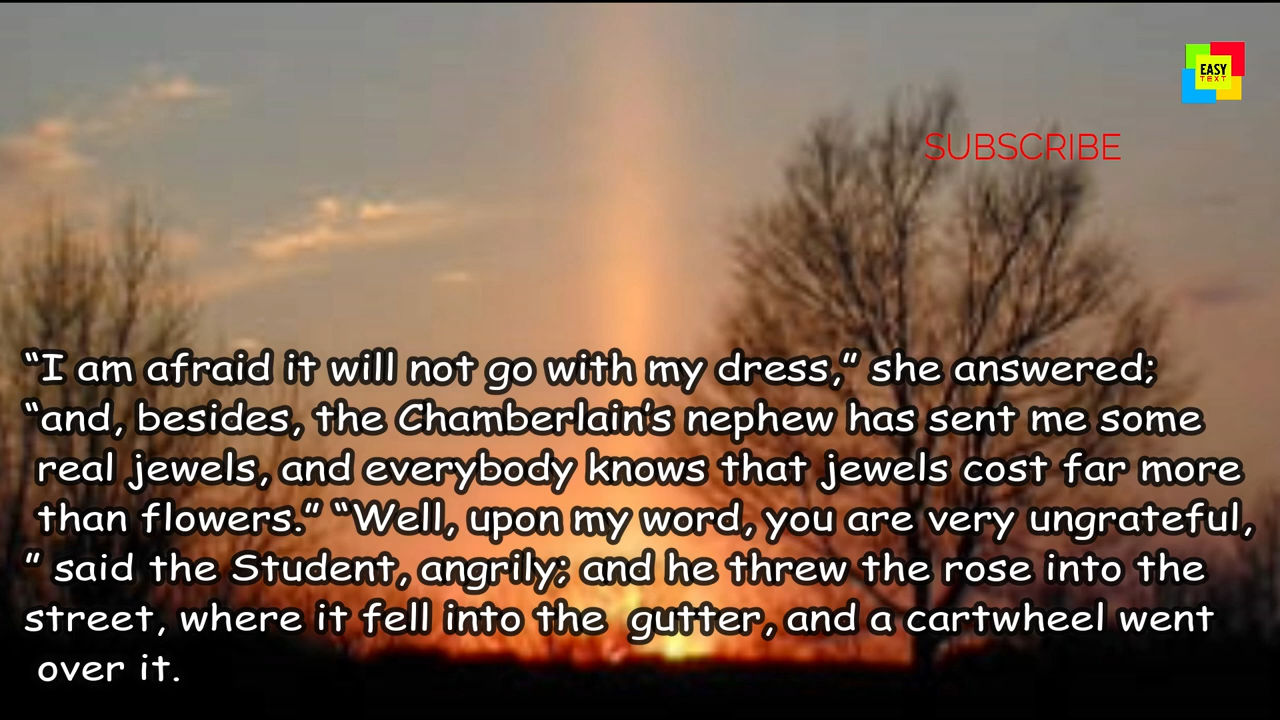 EASY
TEXT
SUBSCRIBE
“I am afraid it will not go with my dress,” she answered;
“and, besides, the Chamberlain’s nephew has sent me some
real jewels, and everybody knows that jewels cost far more
than flowers.” “Well, upon my word, you are very ungrateful,
” said the Student, angrily; and he threw the rose into the
street, where it fell into the gutter, and a cartwheel went
over it.